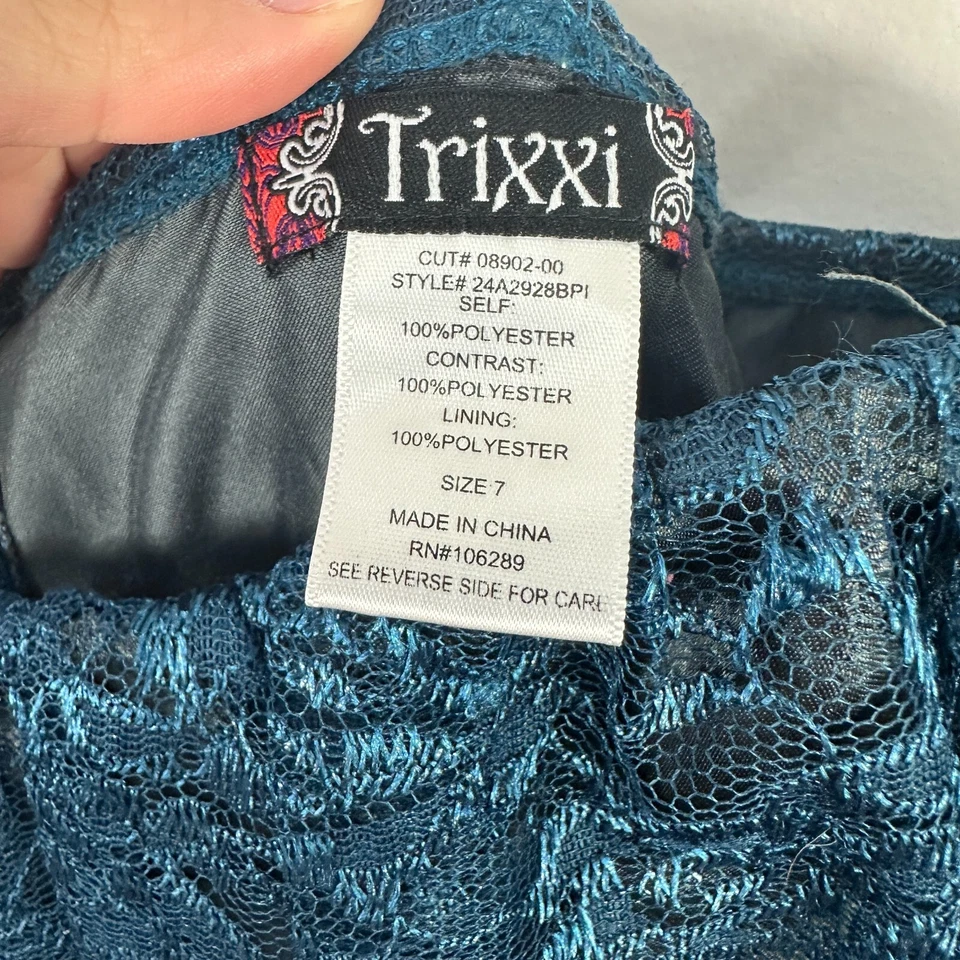 Trixxi
CUT# 08902-00
STYLE# 24A2928BPI
SELF:
100%POLYESTER
CONTRAST:
100%POLYESTER
LINING:
100%POLYESTER
SIZE 7
MADE IN CHINA
RN#106289
SEE REVERSE SIDE FOR CARE